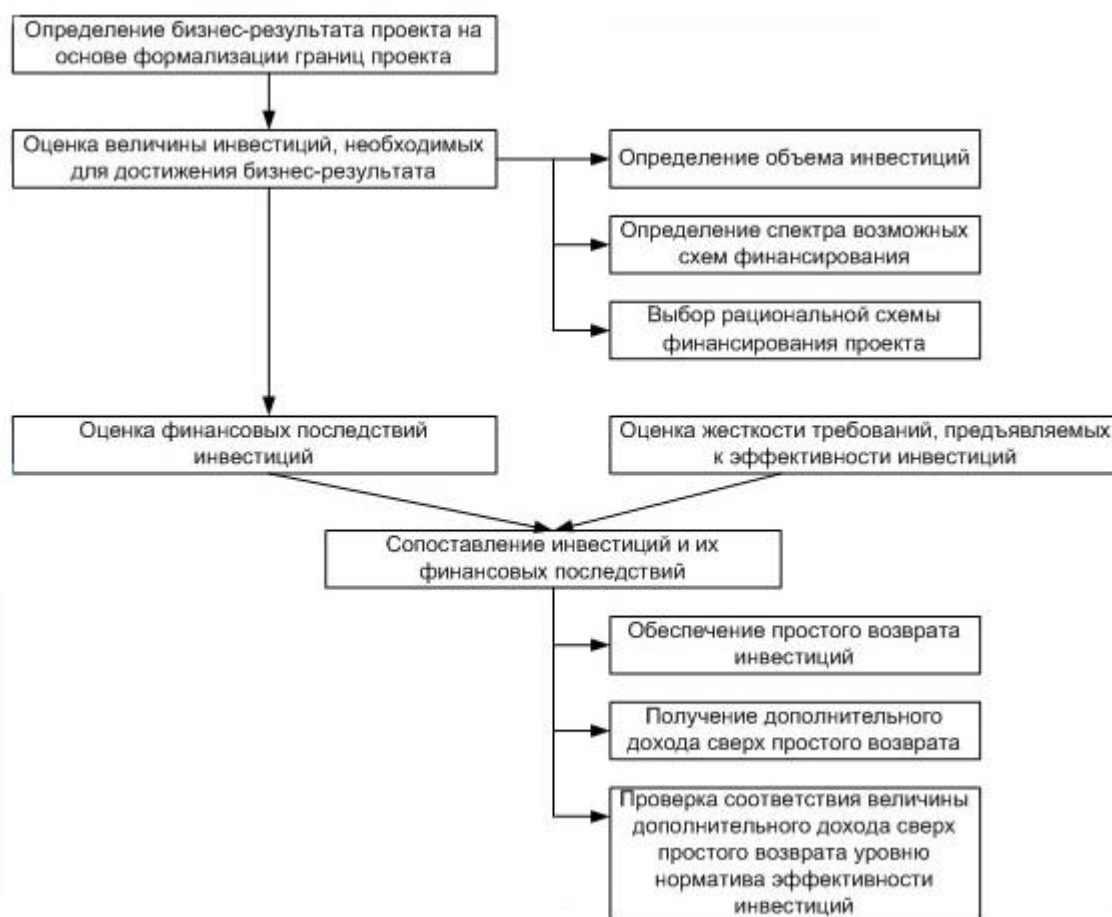 Определение бизнес-результата проекта на
основе формализации границ проекта
Оценка величины инвестиций, необходимых
для достижения бизнес-результата
Определение объема инвестиций
Определение спектра возможных
схем финансирования
Выбор рациональной схемы
финансирования проекта
Оценка финансовых последствий
инвестиций
Оценка жесткости требований, предъявляемых
к эффективности инвестиций
Сопоставление инвестиций и их
финансовых последствий
Обеспечение простого возврата
инвестиций
Получение дополнительного
дохода сверх простого возврата
Проверка соответствия величины
дополнительного дохода сверх
простого возврата уровню
норматива эффективности
инвестиций